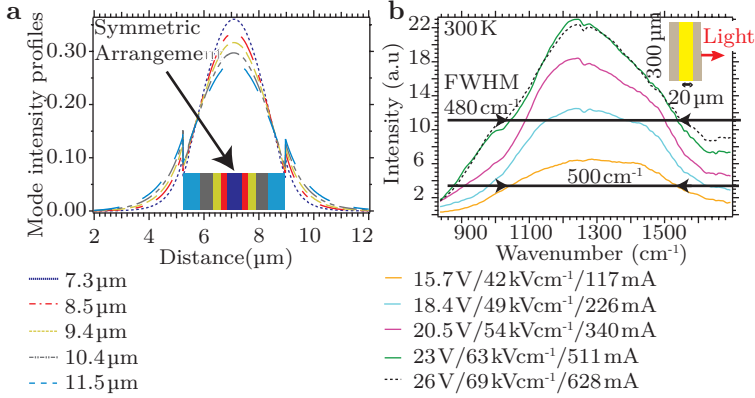 a
Mode intensity profiles
0.30
0.20
0.10
0.00
Symmetric
2
4
6
8
10
12
Distance(µm)
7.3 µm
8.5 µm
9.4 µm
10.4 µm
11.5 µm
b
Intensity (a.u)
22
18
14
10
6
2
300 K
FWHM
480 cm⁻¹
500 cm⁻¹
300 µm
Light
20 µm
900
1100
1300
1500
Wavenumber (cm⁻¹)
15.7 V/42 kVcm⁻¹/117 mA
18.4 V/49 kVcm⁻¹/226 mA
20.5 V/54 kVcm⁻¹/340 mA
23 V/63 kVcm⁻¹/511 mA
26 V/69 kVcm⁻¹/628 mA